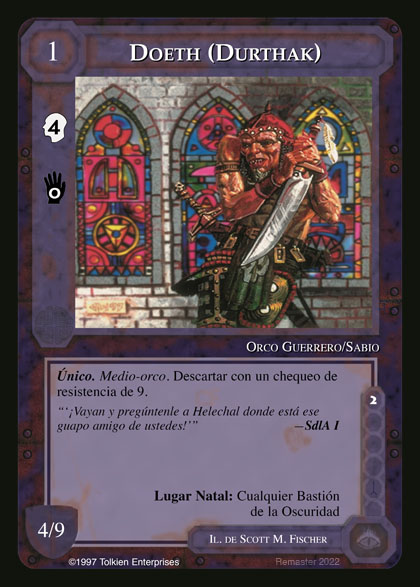 1
DOETH (DURTHAK)
4
ORCO GUERRERO/SABIO
Único. Medio-orco. Descartar con un chequeo de
resistencia de 9.
“‘¡Vayan y pregúntenle a Helechal donde está ese
guapo amigo de ustedes!’” —SdlA I
2
Lugar Natal: Cualquier Bastión
de la Oscuridad
4/9
IL. DE SCOTT M. FISCHER
©1997 Tolkien Enterprises
Remaster 2022